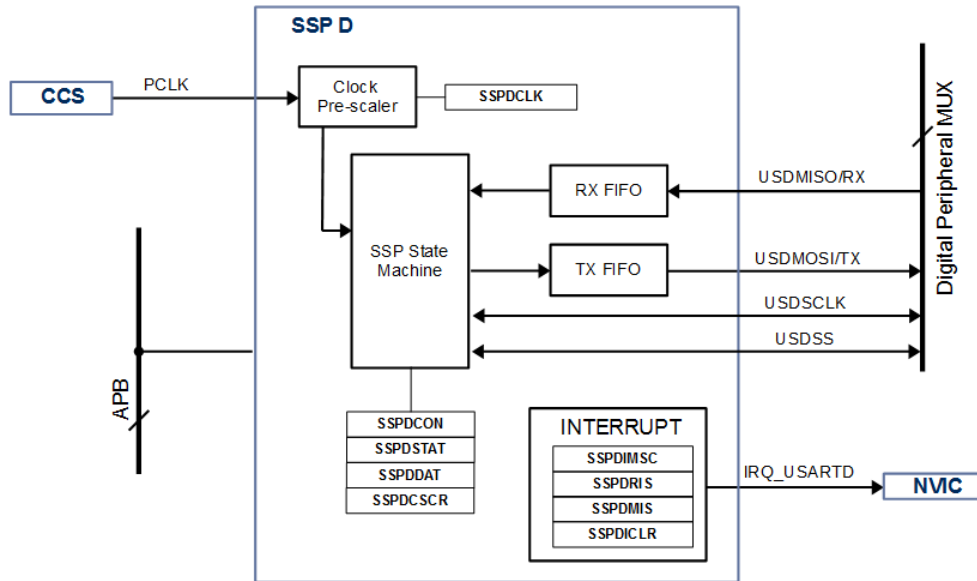 SSP D
CCS
PCLK
Clock
Pre-scaler
SSPDCLK
SSP State
Machine
RX FIFO
USDMISO/RX
TX FIFO
USDMOSI/TX
USDSCLK
USDSS
Digital Peripheral MUX
APB
SSPDCON
SSPDSTAT
SSPDDAT
SSPDCSCR
INTERRUPT
SSPDIMSC
SSPDRIS
SSPDMIS
SSPDICLR
IRQ_USARTD
NVIC